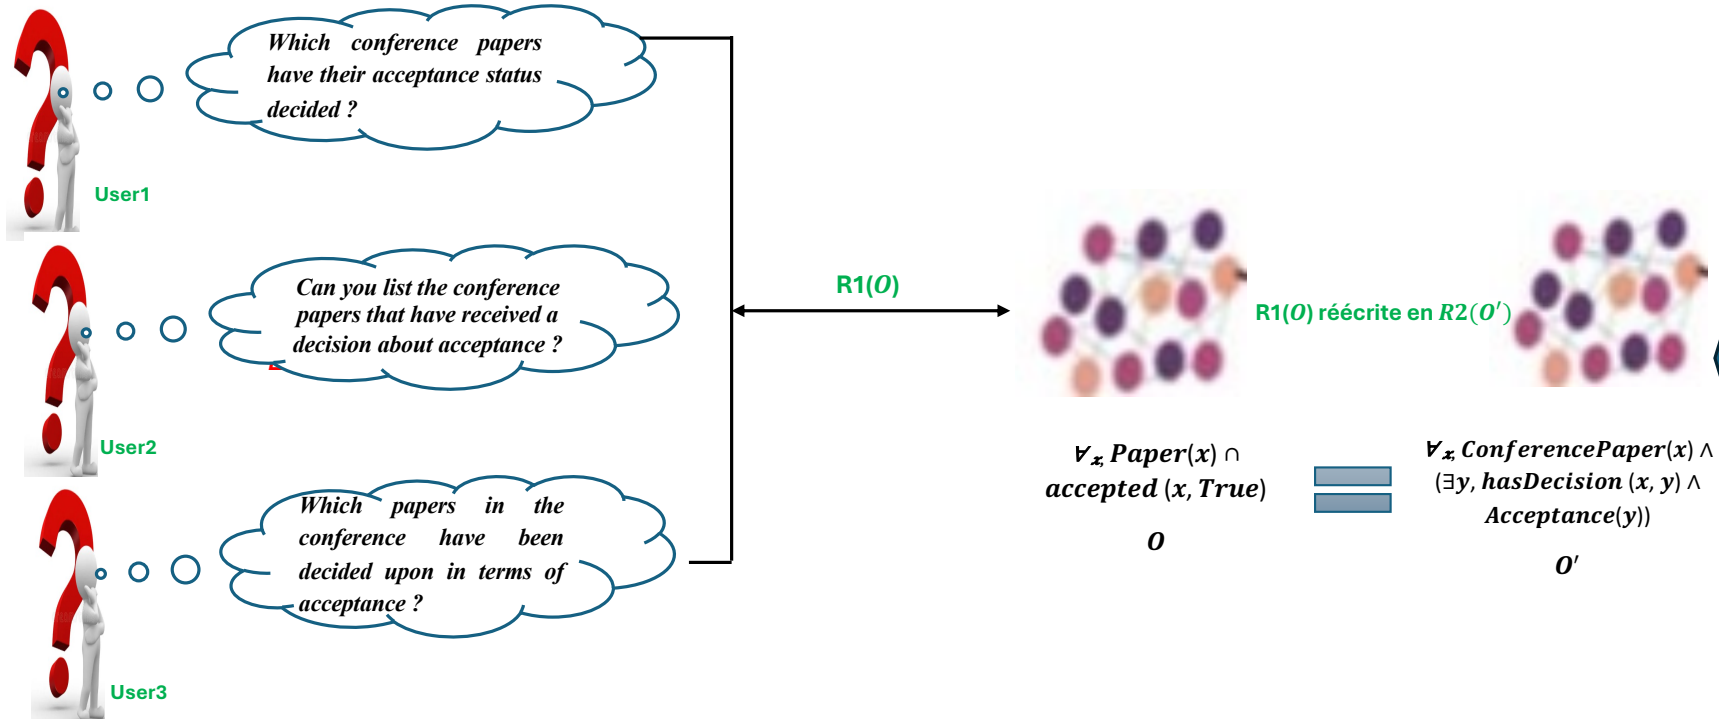 Which conference papers
have their acceptance status
decided ?
User1
Can you list the conference
papers that have received a
decision about acceptance ?
User2
Which papers in the
conference have been
decided upon in terms of
acceptance ?
User3
R1(O)
R1(O) réécrite en R2(O′)
∀x, Paper(x) ∩
accepted (x, True)
O
∀x, ConferencePaper(x) ∧
(∃y, hasDecision (x, y) ∧
Acceptance(y))
O′